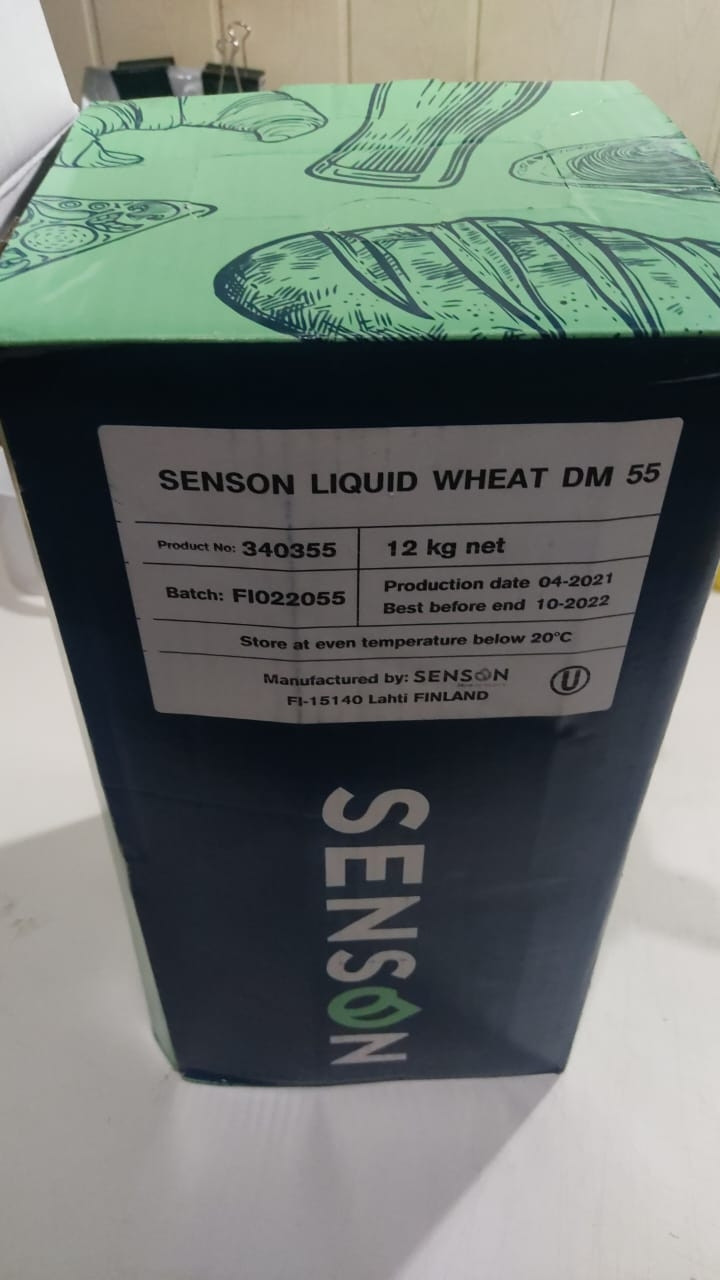 SENSON LIQUID WHEAT DM 55
Product No: 340355
12 kg net
Batch: FI022055
Production date 04-2021
Best before end 10-2022
Store at even temperature below 20°C
Manufactured by: SENSON
FI-15140 Lahti FINLAND
U
SENSON